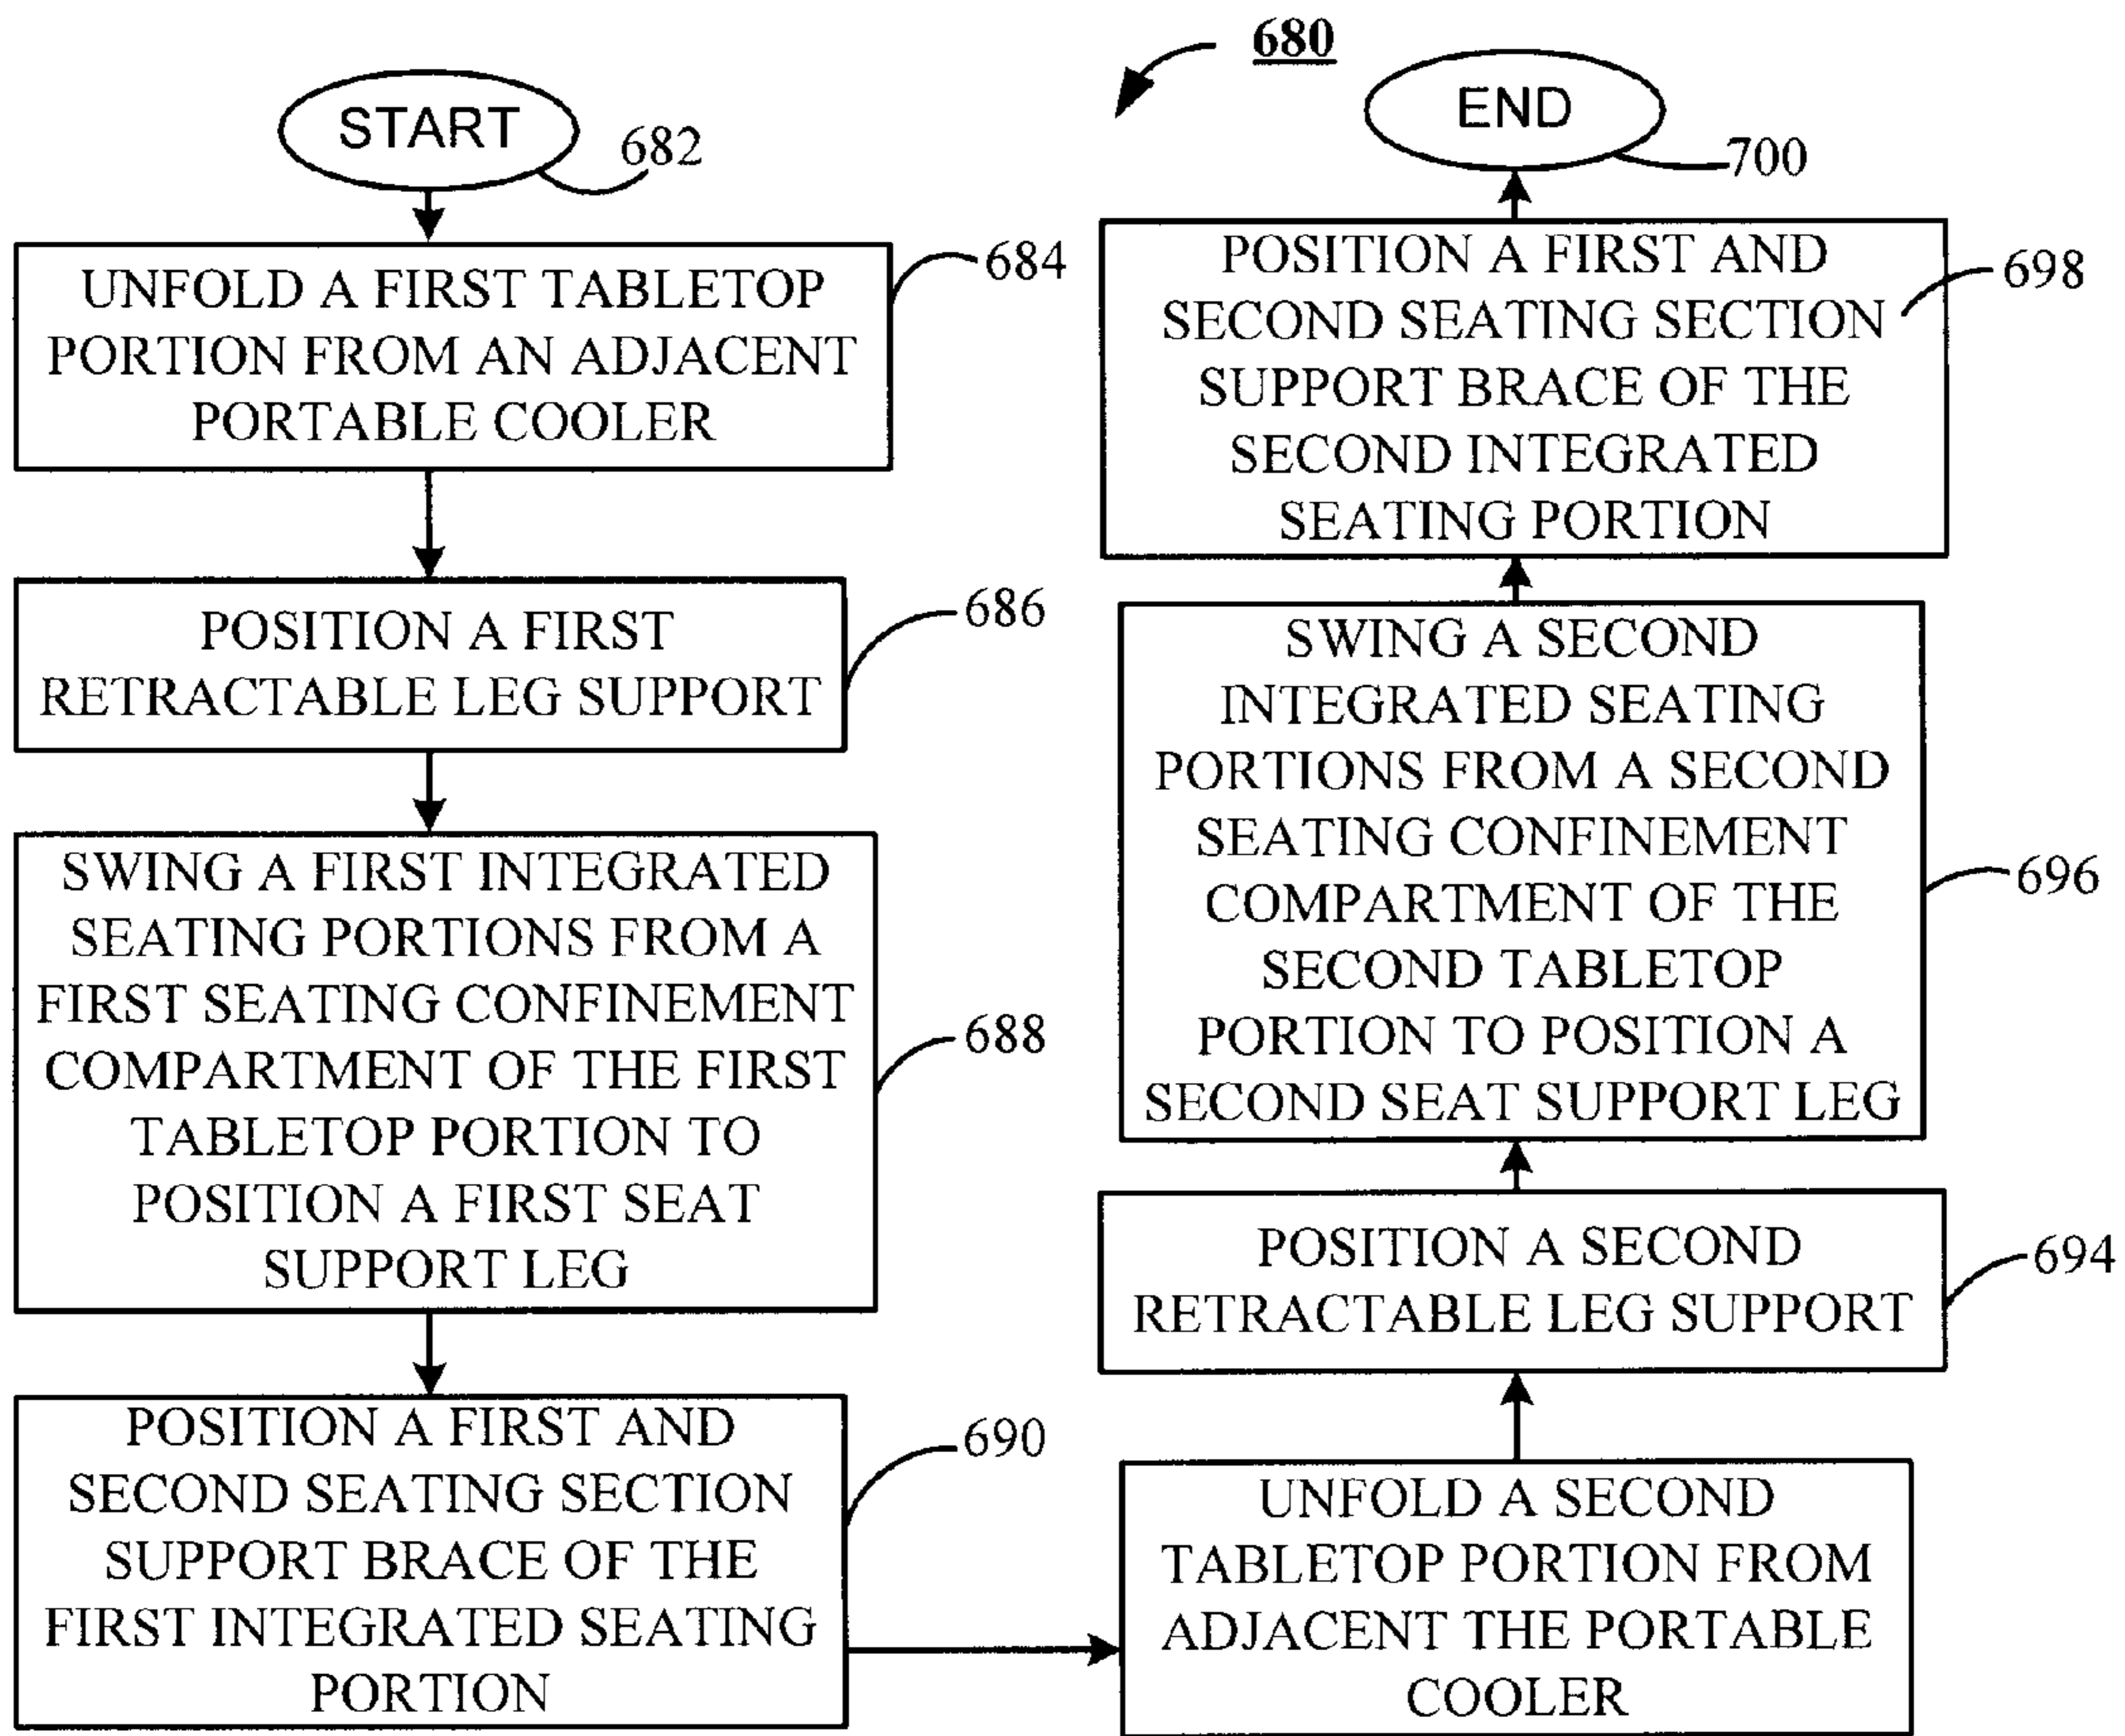 680
START
682
UNFOLD A FIRST TABLETOP
PORTION FROM AN ADJACENT
PORTABLE COOLER
684
POSITION A FIRST
RETRACTABLE LEG SUPPORT
686
SWING A FIRST INTEGRATED
SEATING PORTIONS FROM A
FIRST SEATING CONFINEMENT
COMPARTMENT OF THE FIRST
TABLETOP PORTION TO
POSITION A FIRST SEAT
SUPPORT LEG
688
POSITION A FIRST AND
SECOND SEATING SECTION
SUPPORT BRACE OF THE
FIRST INTEGRATED SEATING
PORTION
690
UNFOLD A SECOND
TABLETOP PORTION FROM
ADJACENT THE PORTABLE
COOLER
POSITION A SECOND
RETRACTABLE LEG SUPPORT
694
SWING A SECOND
INTEGRATED SEATING
PORTIONS FROM A SECOND
SEATING CONFINEMENT
COMPARTMENT OF THE
SECOND TABLETOP
PORTION TO POSITION A
SECOND SEAT SUPPORT LEG
696
POSITION A FIRST AND
SECOND SEATING SECTION
SUPPORT BRACE OF THE
SECOND INTEGRATED
SEATING PORTION
698
END
700